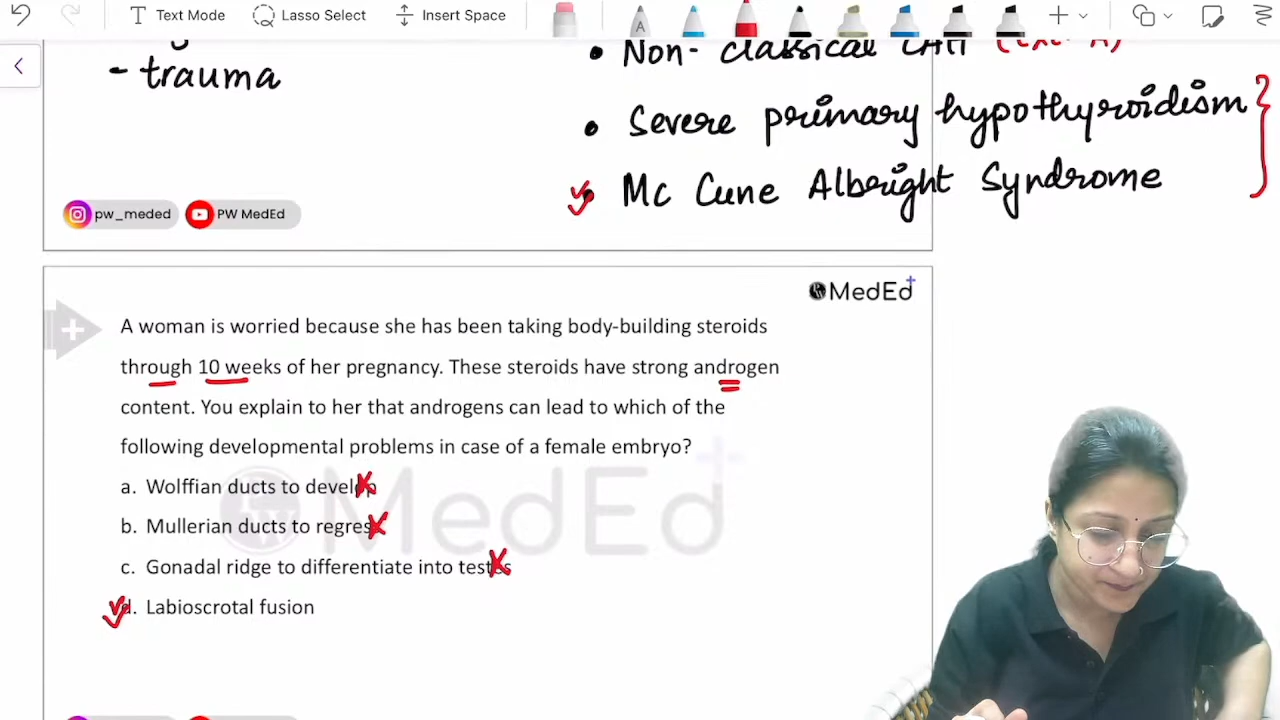 Text Mode
Lasso Select
Insert Space
A
- trauma
• Non-classical CAH
• Severe primary hypothyroidism
• Mc Cune Albright Syndrome
pw_meded
PW MedEd
MedEd
A woman is worried because she has been taking body-building steroids
through 10 weeks of her pregnancy. These steroids have strong androgen
content. You explain to her that androgens can lead to which of the
following developmental problems in case of a female embryo?
a. Wolffian ducts to develop
b. Mullerian ducts to regress
c. Gonadal ridge to differentiate into testes
d. Labioscrotal fusion
MedEd